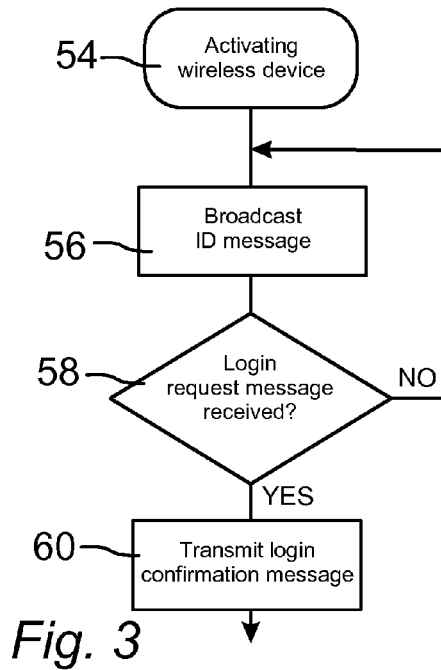 54
Activating
wireless device
56
Broadcast
ID message
58
Login
request message
received?
NO
YES
60
Transmit login
confirmation message
Fig. 3